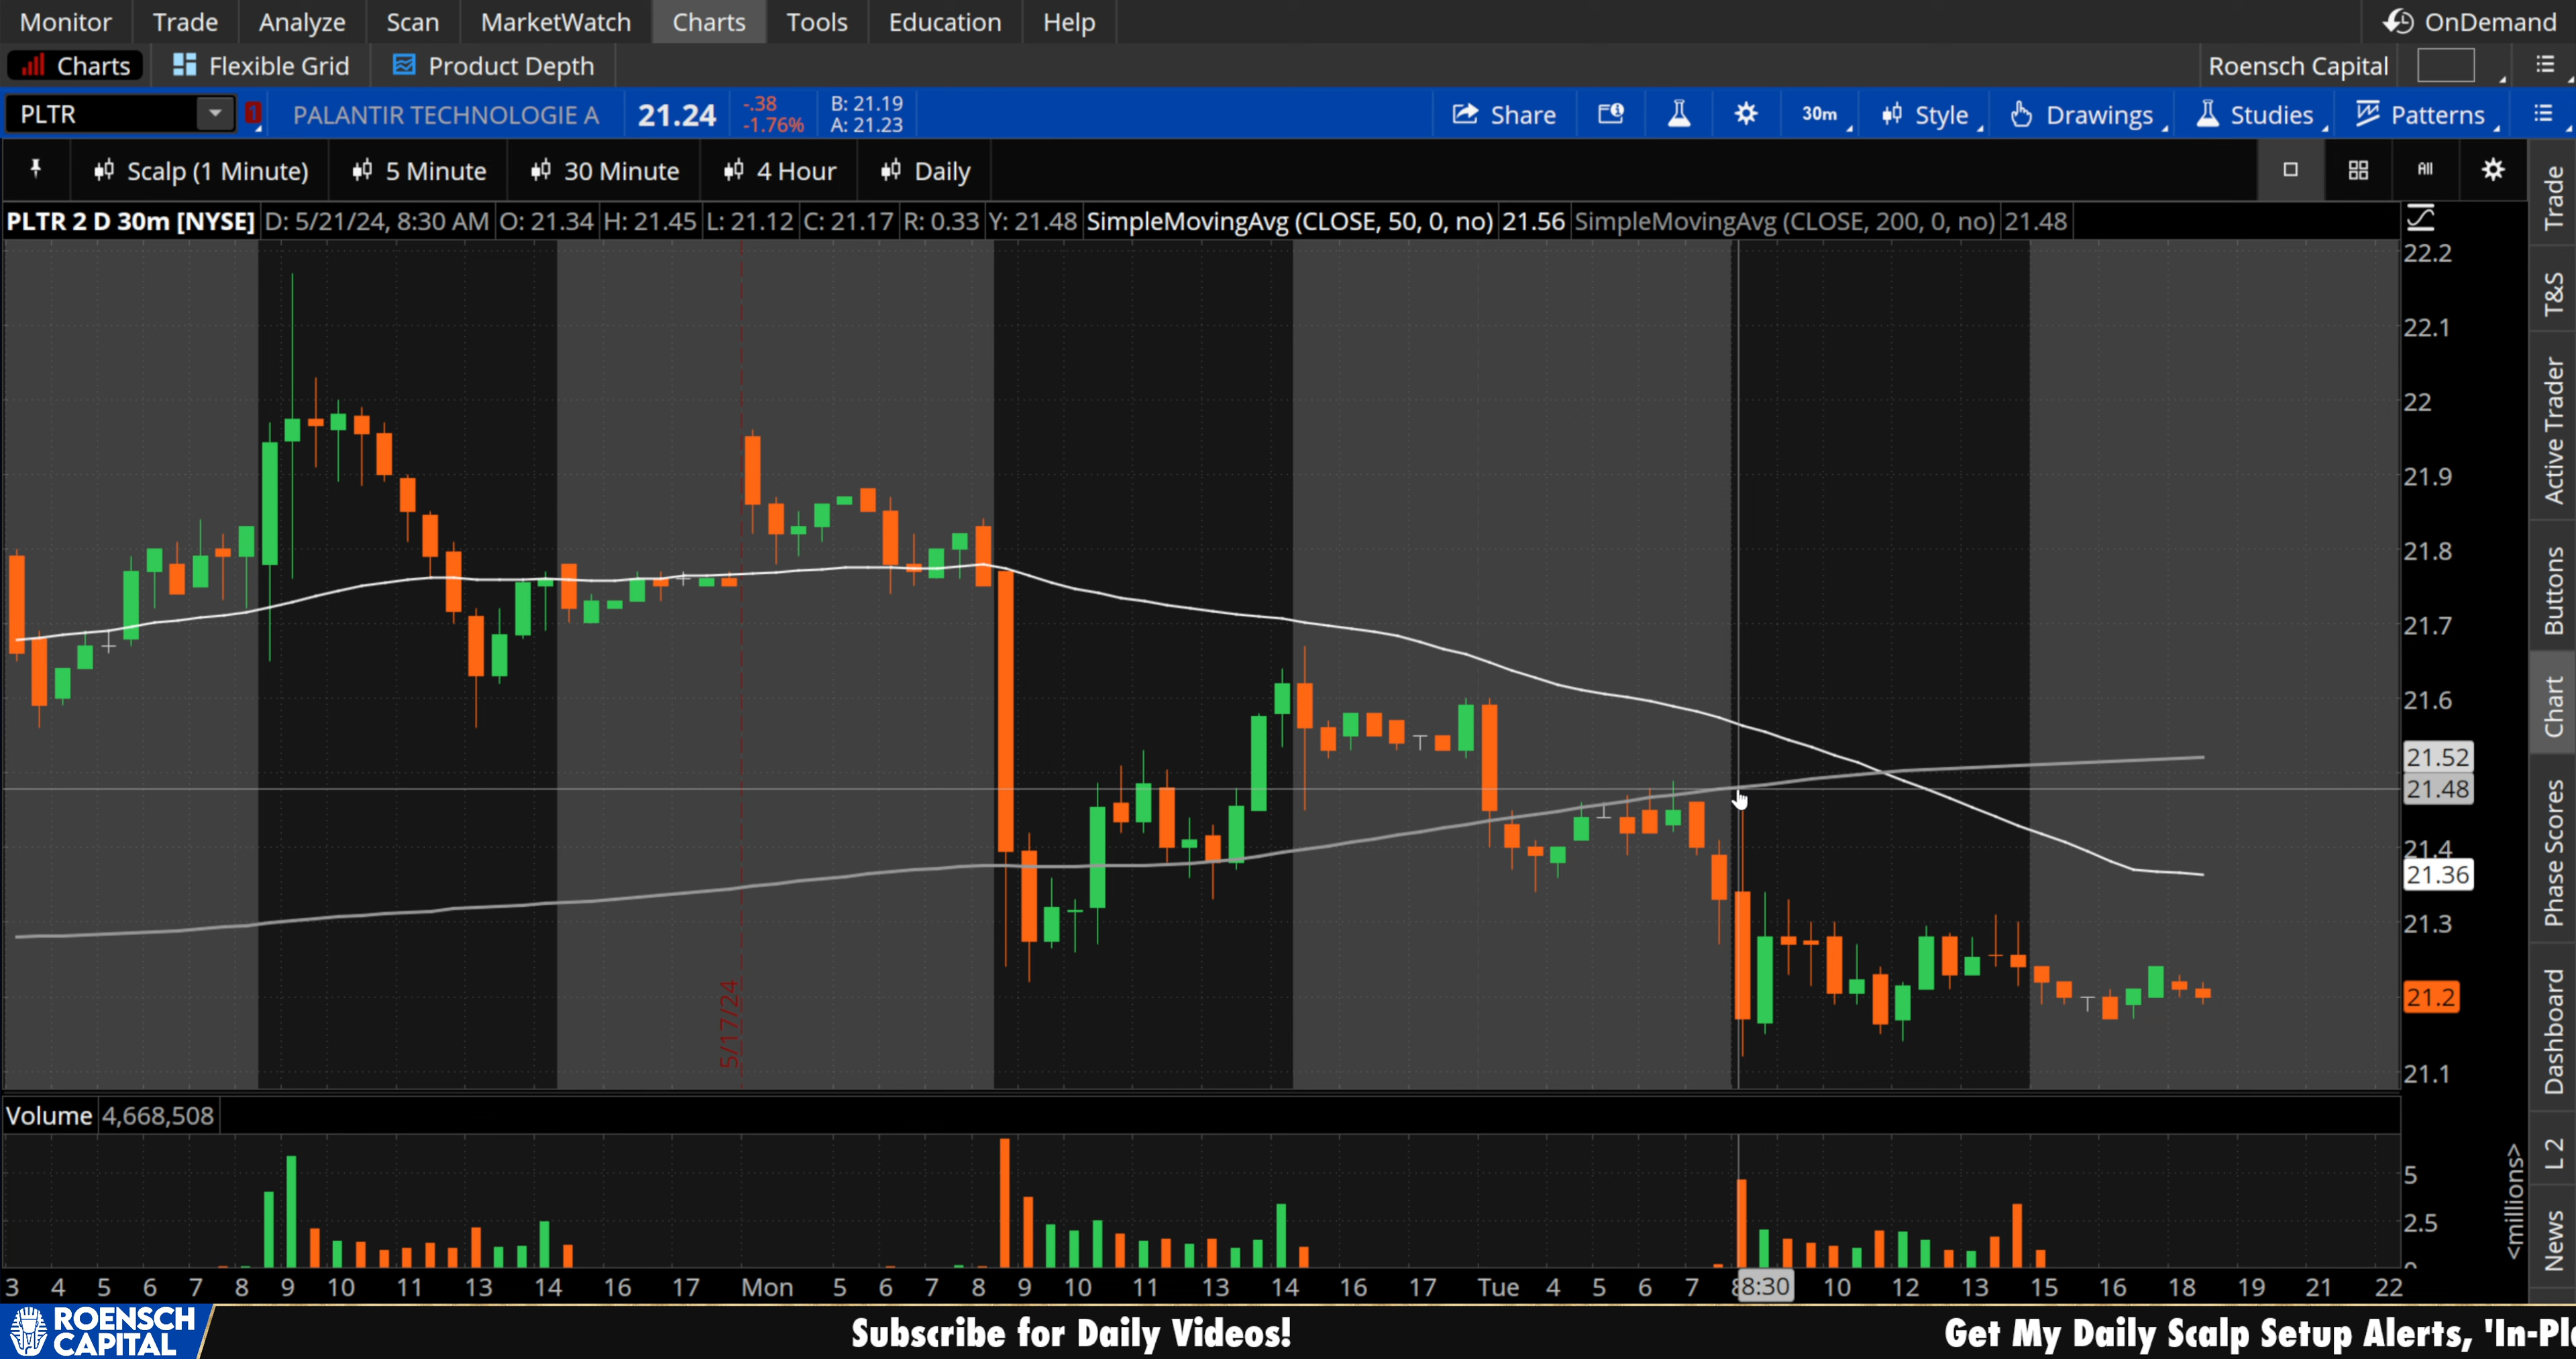 Monitor Trade Analyze Scan MarketWatch Charts Tools Education Help OnDemand
Charts Flexible Grid Product Depth Roensch Capital
PLTR 1 PALANTIR TECHNOLOGIE A 21.24 -.38 B: 21.19 Share 30m Style Drawings Studies Patterns
-1.76% A: 21.23
Scalp (1 Minute) 5 Minute 30 Minute 4 Hour Daily All
PLTR 2 D 30m [NYSE] D: 5/21/24, 8:30 AM O: 21.34 H: 21.45 L: 21.12 C: 21.17 R: 0.33 Y: 21.48 SimpleMovingAvg (CLOSE, 50, 0, no) 21.56 SimpleMovingAvg (CLOSE, 200, 0, no) 21.48
22.2
22.1
22
21.9
21.8
21.7
21.6
21.52
21.48
21.4
21.36
21.3
21.2
21.1
5/17/24
Volume 4,668,508
5
2.5
0
<millions>
3 4 5 6 7 8 9 10 11 13 14 16 17 Mon 5 6 7 8 9 10 11 13 14 16 17 Tue 4 5 6 7 8:30 10 12 13 15 16 18 19 21 22
Trade
T&S
Active Trader
Buttons
Chart
Phase Scores
Dashboard
L 2
News
ROENSCH
CAPITAL
Subscribe for Daily Videos!
Get My Daily Scalp Setup Alerts, 'In-Pl